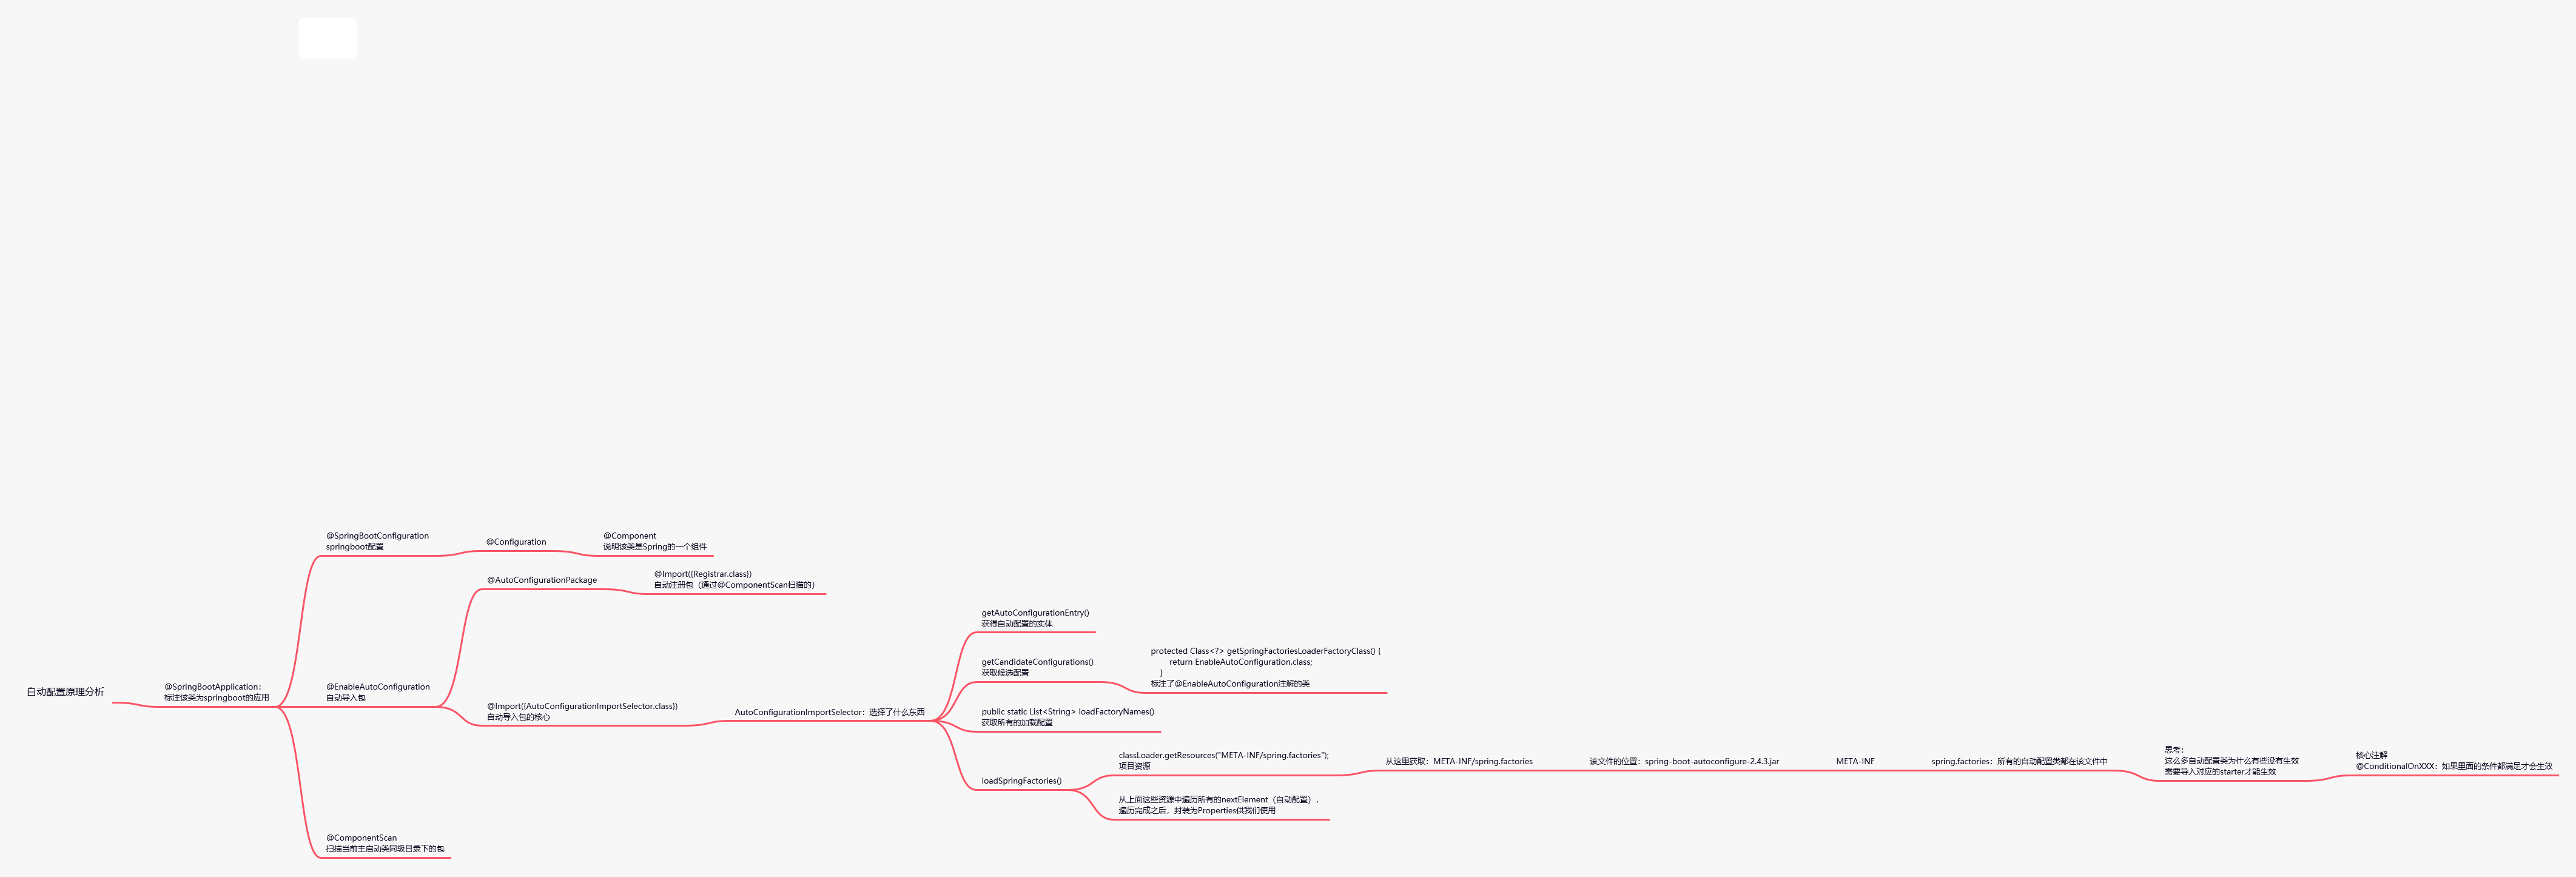 自动配置原理分析
@SpringBootApplication：
标注该类为springboot的应用
@SpringBootConfiguration
springboot配置
@Configuration
@Component
说明该类是Spring的一个组件
@EnableAutoConfiguration
自动导入包
@AutoConfigurationPackage
@Import({Registrar.class})
自动注册包（通过@ComponentScan扫描的）
@Import({AutoConfigurationImportSelector.class})
自动导入包的核心
AutoConfigurationImportSelector：选择了什么东西
getAutoConfigurationEntry()
获得自动配置的实体
getCandidateConfigurations()
获取候选配置
protected Class<?> getSpringFactoriesLoaderFactoryClass() {
return EnableAutoConfiguration.class;
}
标注了@EnableAutoConfiguration注解的类
public static List<String> loadFactoryNames()
获取所有的加载配置
loadSpringFactories()
classLoader.getResources("META-INF/spring.factories");
项目资源
从这里获取：META-INF/spring.factories
该文件的位置：spring-boot-autoconfigure-2.4.3.jar
META-INF
spring.factories：所有的自动配置类都在该文件中
思考：
这么多自动配置类为什么有些没有生效
需要导入对应的starter才能生效
核心注解
@ConditionalOnXXX：如果里面的条件都满足才会生效
从上面这些资源中遍历所有的nextElement（自动配置），
遍历完成之后，封装为Properties供我们使用
@ComponentScan
扫描当前主启动类同级目录下的包